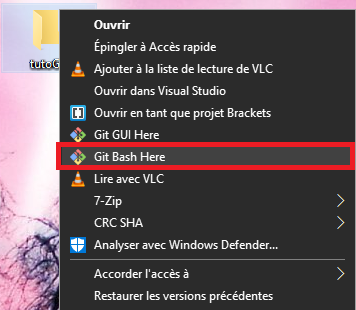 Ouvrir
Épingler à Accès rapide
Ajouter à la liste de lecture de VLC
Ouvrir dans Visual Studio
Ouvrir en tant que projet Brackets
Git GUI Here
Git Bash Here
Lire avec VLC
7-Zip
CRC SHA
Analyser avec Windows Defender...
Accorder l'accès à
Restaurer les versions précédentes